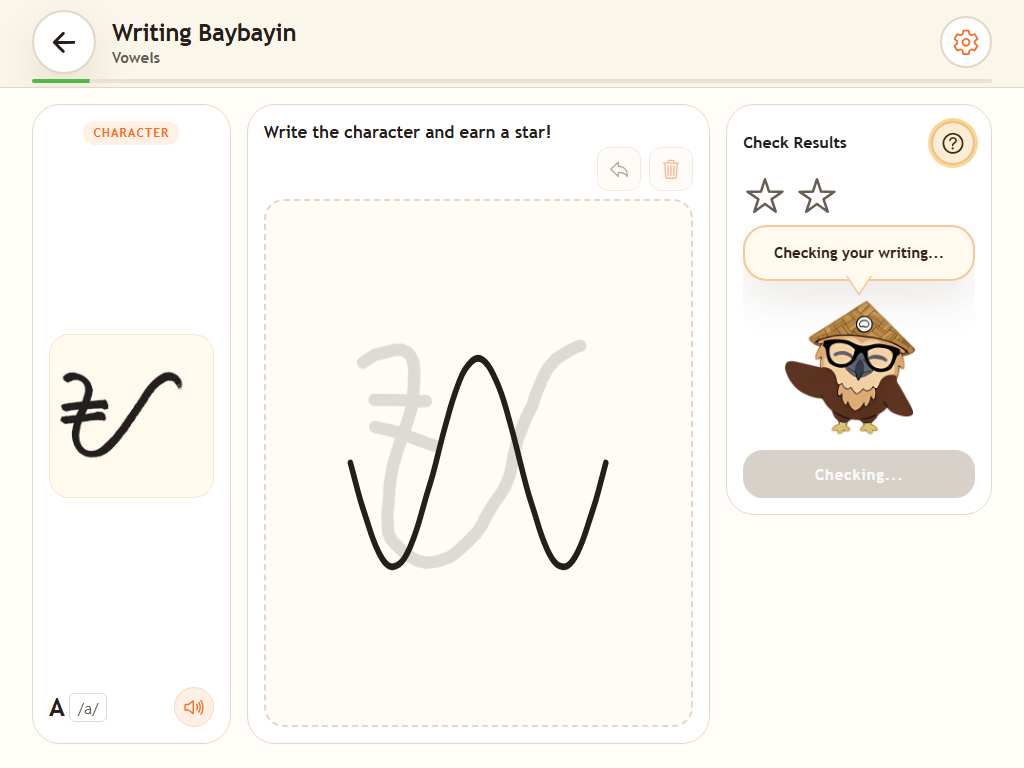 Writing Baybayin
Vowels
CHARACTER
ᜀ
A /a/
Write the character and earn a star!
Check Results
Checking your writing...
Checking...